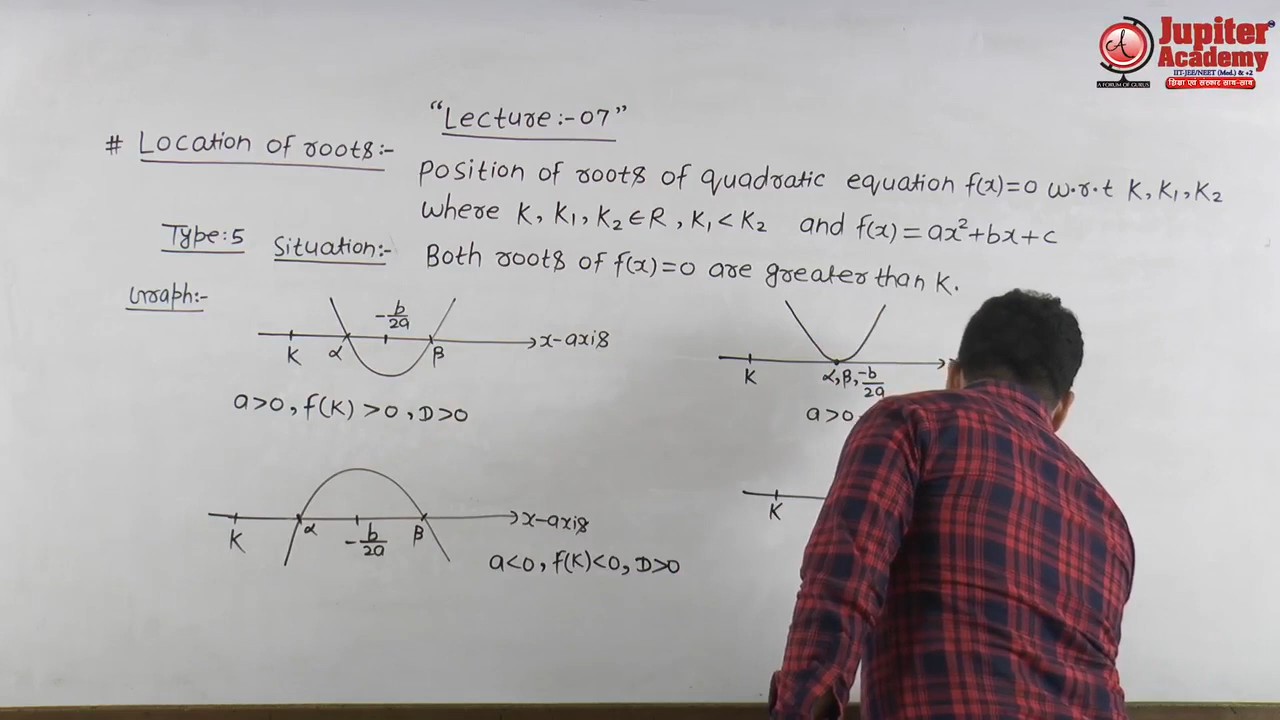 Jupiter
Academy
IIT-JEE/NEET (Med.) & +2
A FORUM OF GURUS
शिक्षा एवं संस्कार साथ-साथ
"Lecture:-07"
# Location of roots:-
Position of roots of quadratic equation f(x)=0 w.r.t K, K₁, K₂
where K, K₁, K₂ ∈ R, K₁ < K₂ and f(x) = ax²+bx+c
Type:5 Situation:- Both roots of f(x)=0 are greater than K.
Graph:-
-b/2a
K α β x-axis
a>0, f(K) >0, D>0
K α, β, -b/2a
a>0
K α -b/2a β x-axis
a<0, f(K)<0, D>0
K